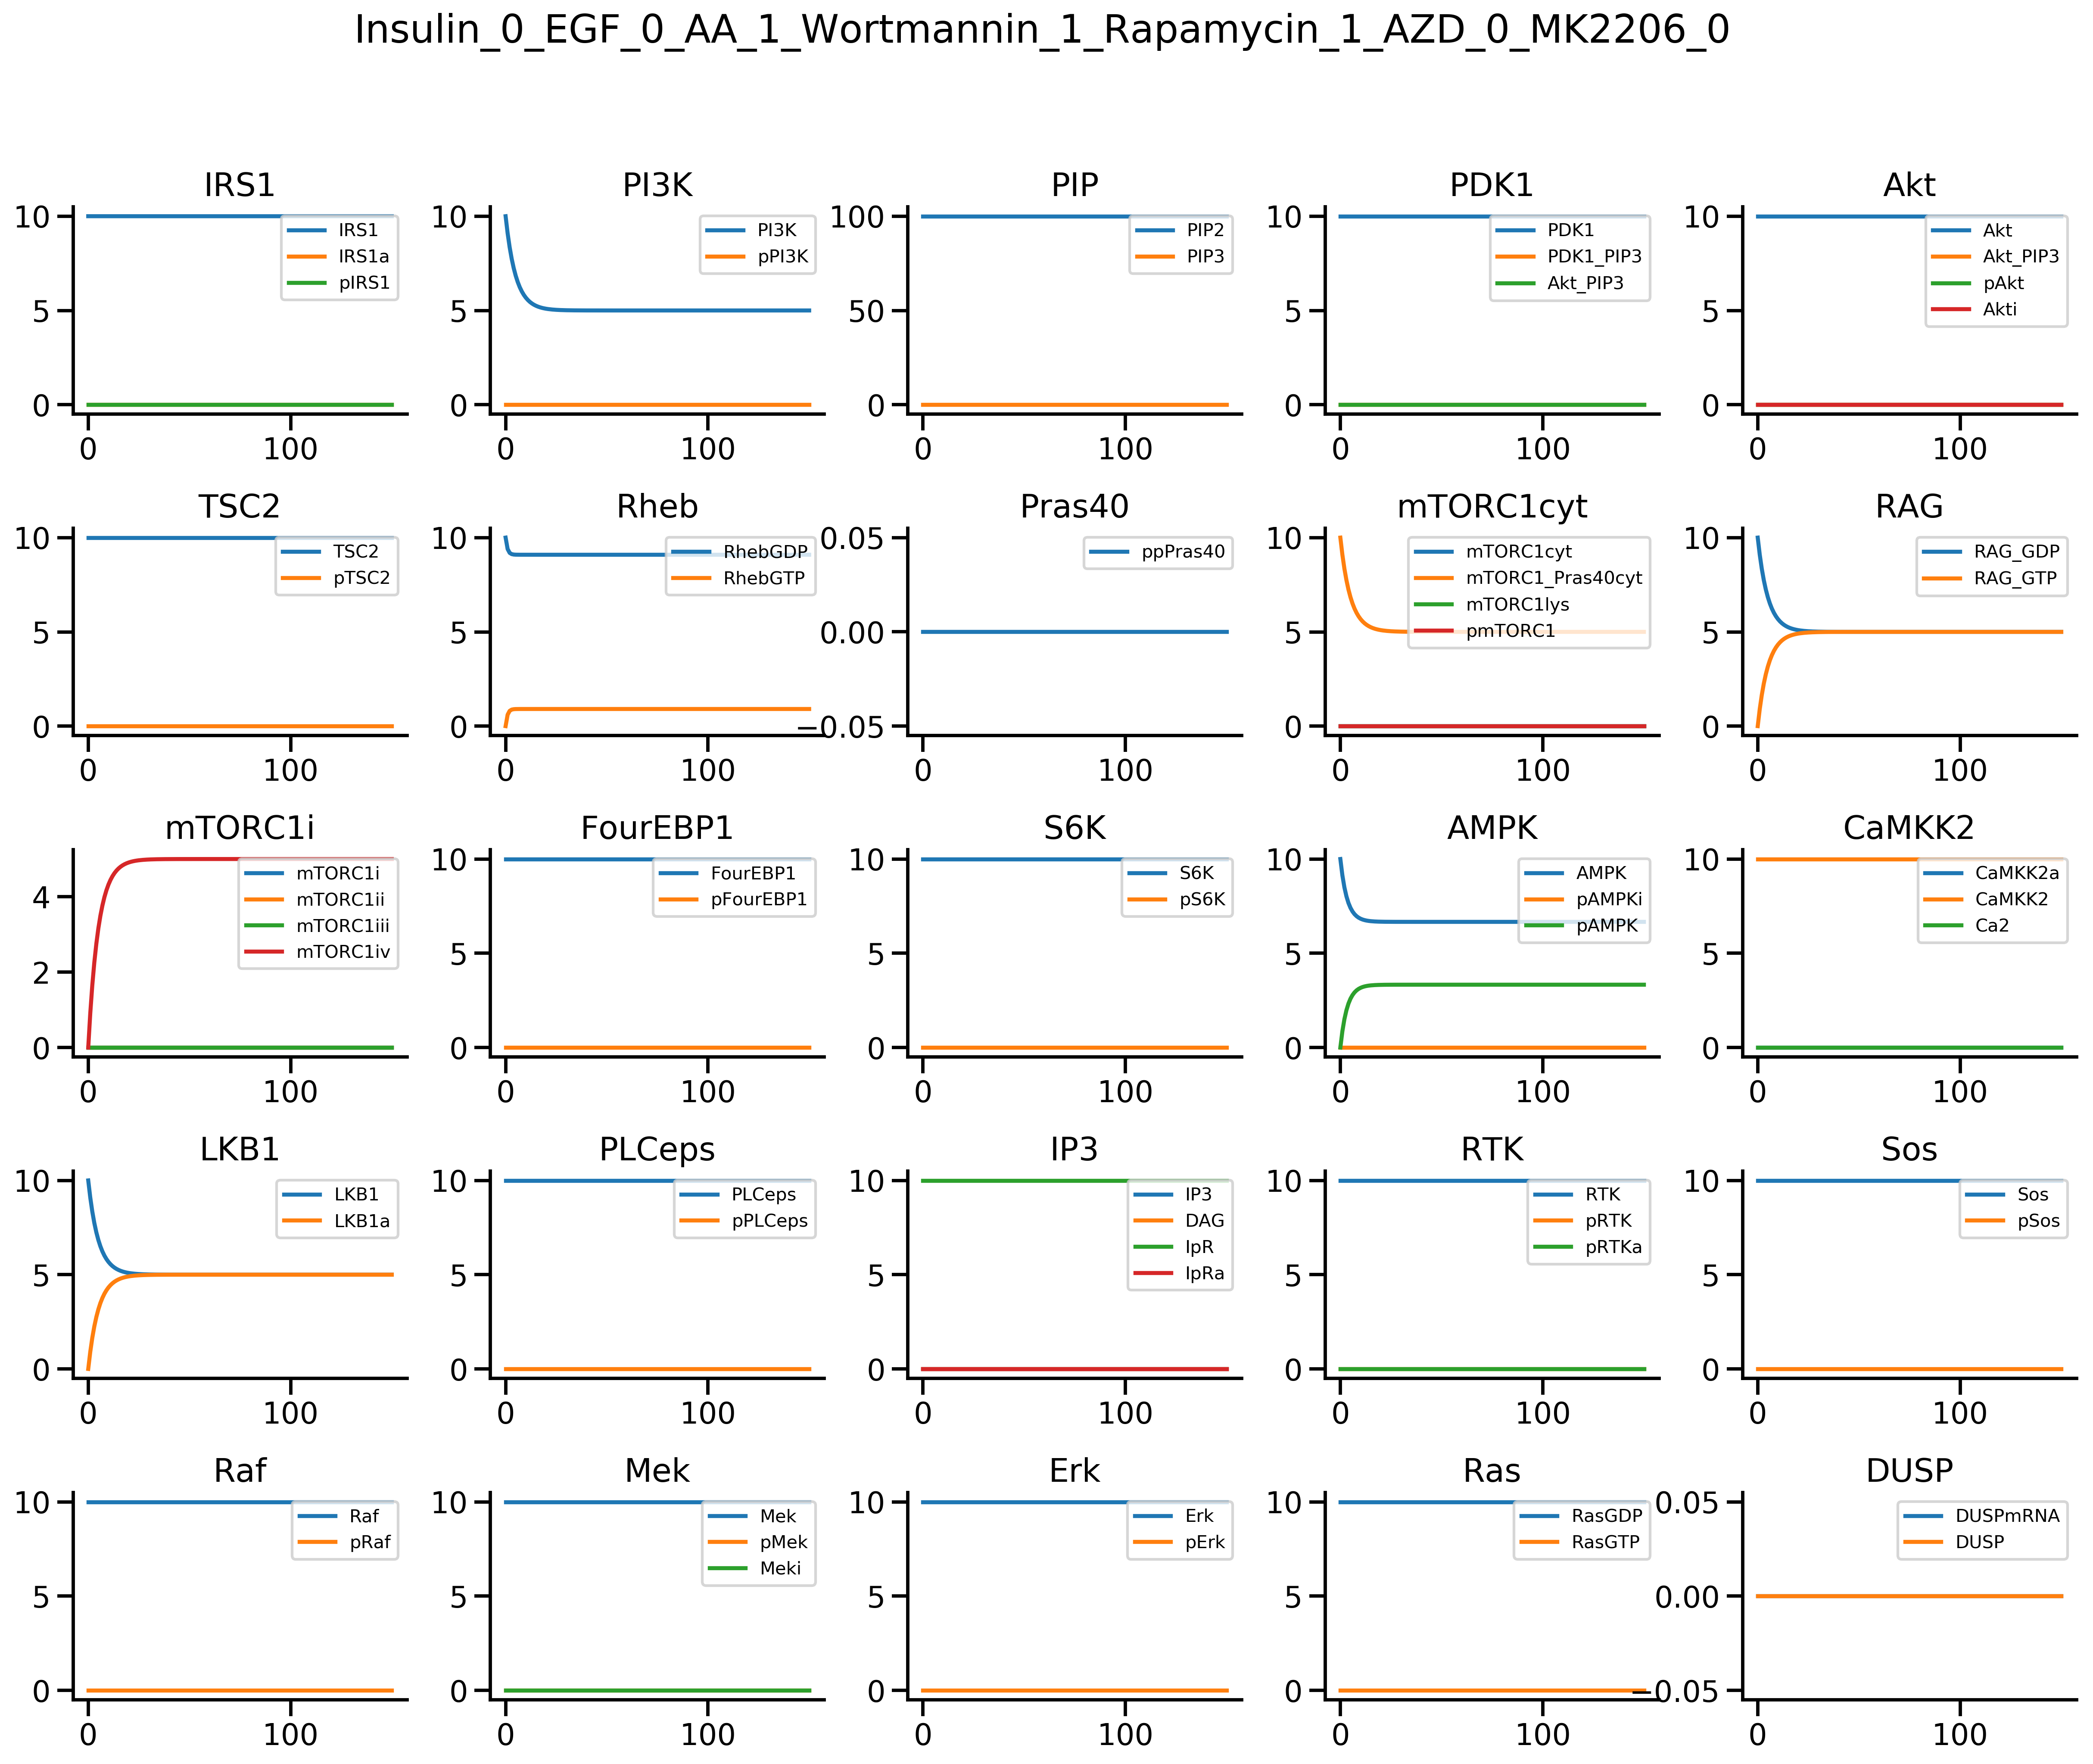 Insulin_0_EGF_0_AA_1_Wortmannin_1_Rapamycin_1_AZD_0_MK2206_0
IRS1
10
5
0
0
100
IRS1
IRS1a
pIRS1
PI3K
10
5
0
0
100
PI3K
pPI3K
PIP
100
50
0
0
100
PIP2
PIP3
PDK1
10
5
0
0
100
PDK1
PDK1_PIP3
Akt_PIP3
Akt
10
5
0
0
100
Akt
Akt_PIP3
pAkt
Akti
TSC2
10
5
0
0
100
TSC2
pTSC2
Rheb
10
5
0
0
100
RhebGDP
RhebGTP
Pras40
0.05
0.00
−0.05
0
100
ppPras40
mTORC1cyt
10
5
0
0
100
mTORC1cyt
mTORC1_Pras40cyt
mTORC1lys
pmTORC1
RAG
10
5
0
0
100
RAG_GDP
RAG_GTP
mTORC1i
4
2
0
0
100
mTORC1i
mTORC1ii
mTORC1iii
mTORC1iv
FourEBP1
10
5
0
0
100
FourEBP1
pFourEBP1
S6K
10
5
0
0
100
S6K
pS6K
AMPK
10
5
0
0
100
AMPK
pAMPKi
pAMPK
CaMKK2
10
5
0
0
100
CaMKK2a
CaMKK2
Ca2
LKB1
10
5
0
0
100
LKB1
LKB1a
PLCeps
10
5
0
0
100
PLCeps
pPLCeps
IP3
10
5
0
0
100
IP3
DAG
IpR
IpRa
RTK
10
5
0
0
100
RTK
pRTK
pRTKa
Sos
10
5
0
0
100
Sos
pSos
Raf
10
5
0
0
100
Raf
pRaf
Mek
10
5
0
0
100
Mek
pMek
Meki
Erk
10
5
0
0
100
Erk
pErk
Ras
10
5
0
0
100
RasGDP
RasGTP
DUSP
0.05
0.00
−0.05
0
100
DUSPmRNA
DUSP